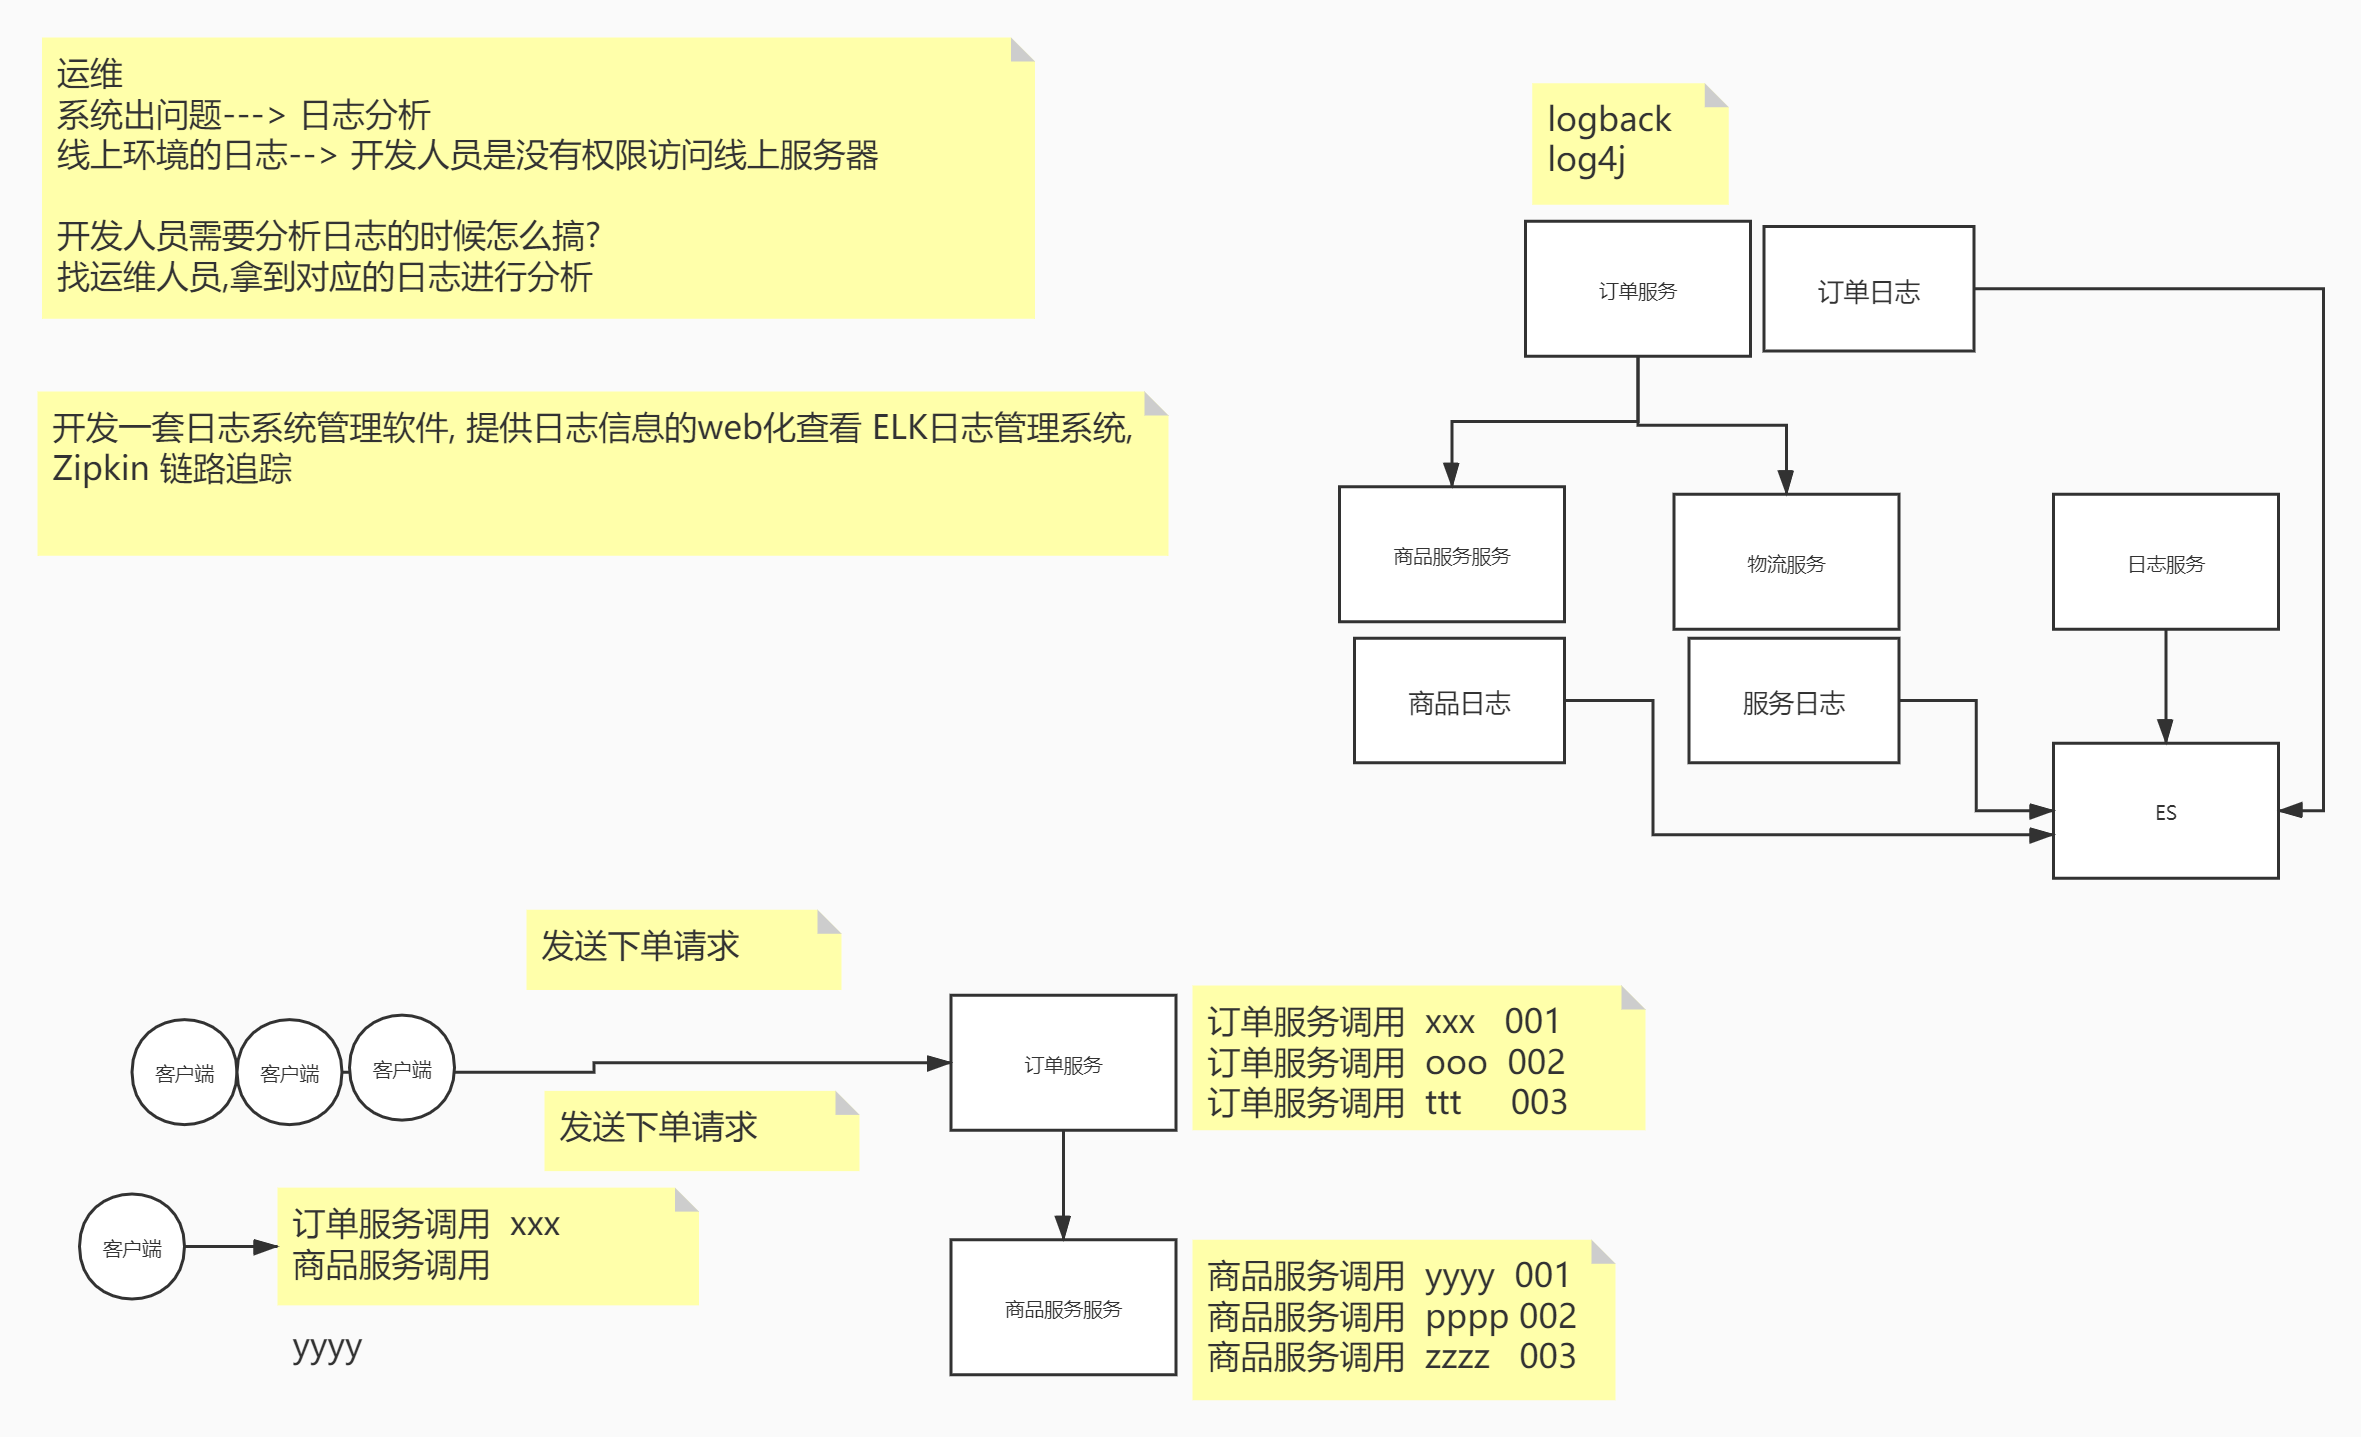 运维
系统出问题---> 日志分析
线上环境的日志--> 开发人员是没有权限访问线上服务器
开发人员需要分析日志的时候怎么搞?
找运维人员,拿到对应的日志进行分析
开发一套日志系统管理软件, 提供日志信息的web化查看 ELK日志管理系统,
Zipkin 链路追踪
logback
log4j
订单服务
订单日志
商品服务服务
物流服务
日志服务
商品日志
服务日志
ES
发送下单请求
客户端
客户端
客户端
发送下单请求
订单服务
订单服务调用  xxx   001
订单服务调用  ooo  002
订单服务调用  ttt     003
客户端
订单服务调用  xxx
商品服务调用
yyyy
商品服务服务
商品服务调用  yyyy  001
商品服务调用  pppp 002
商品服务调用  zzzz   003